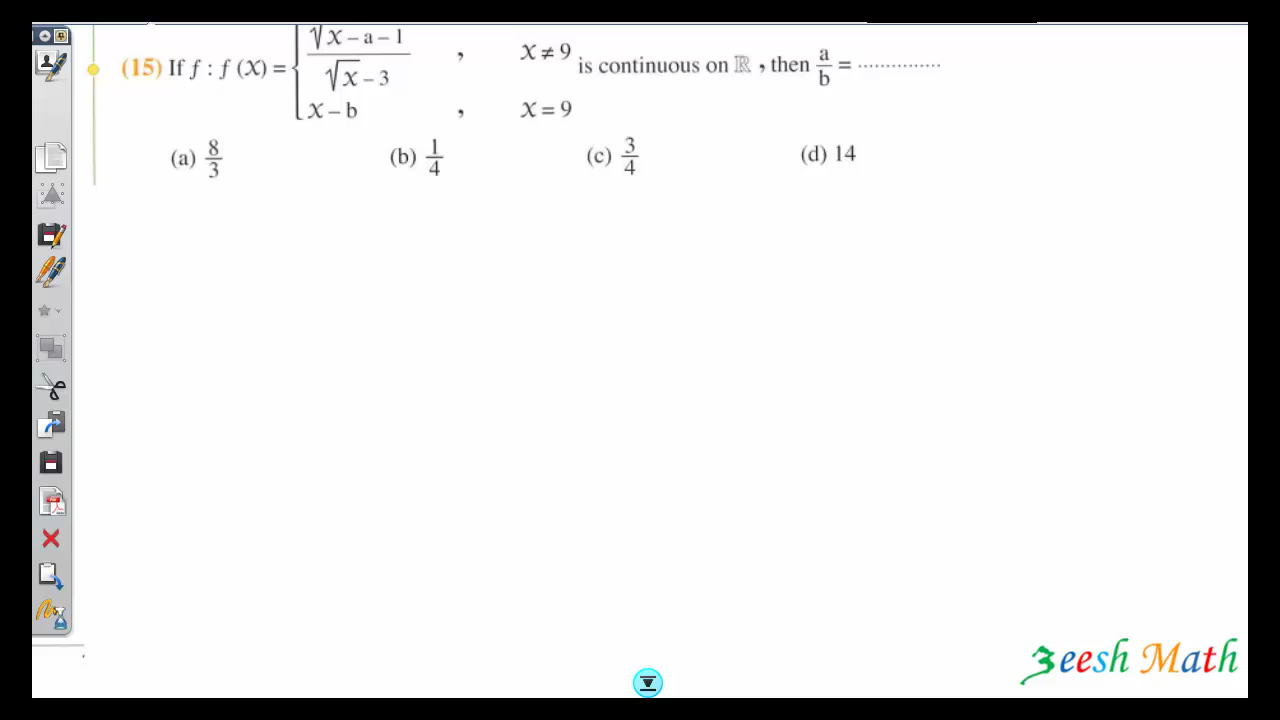 √x – a – 1
(15) If f : f (x) = { ――― , x ≠ 9 is continuous on ℝ , then a/b = ...............
√x – 3
x – b , x = 9
(a) 8/3 (b) 1/4 (c) 3/4 (d) 14
Zeesh Math